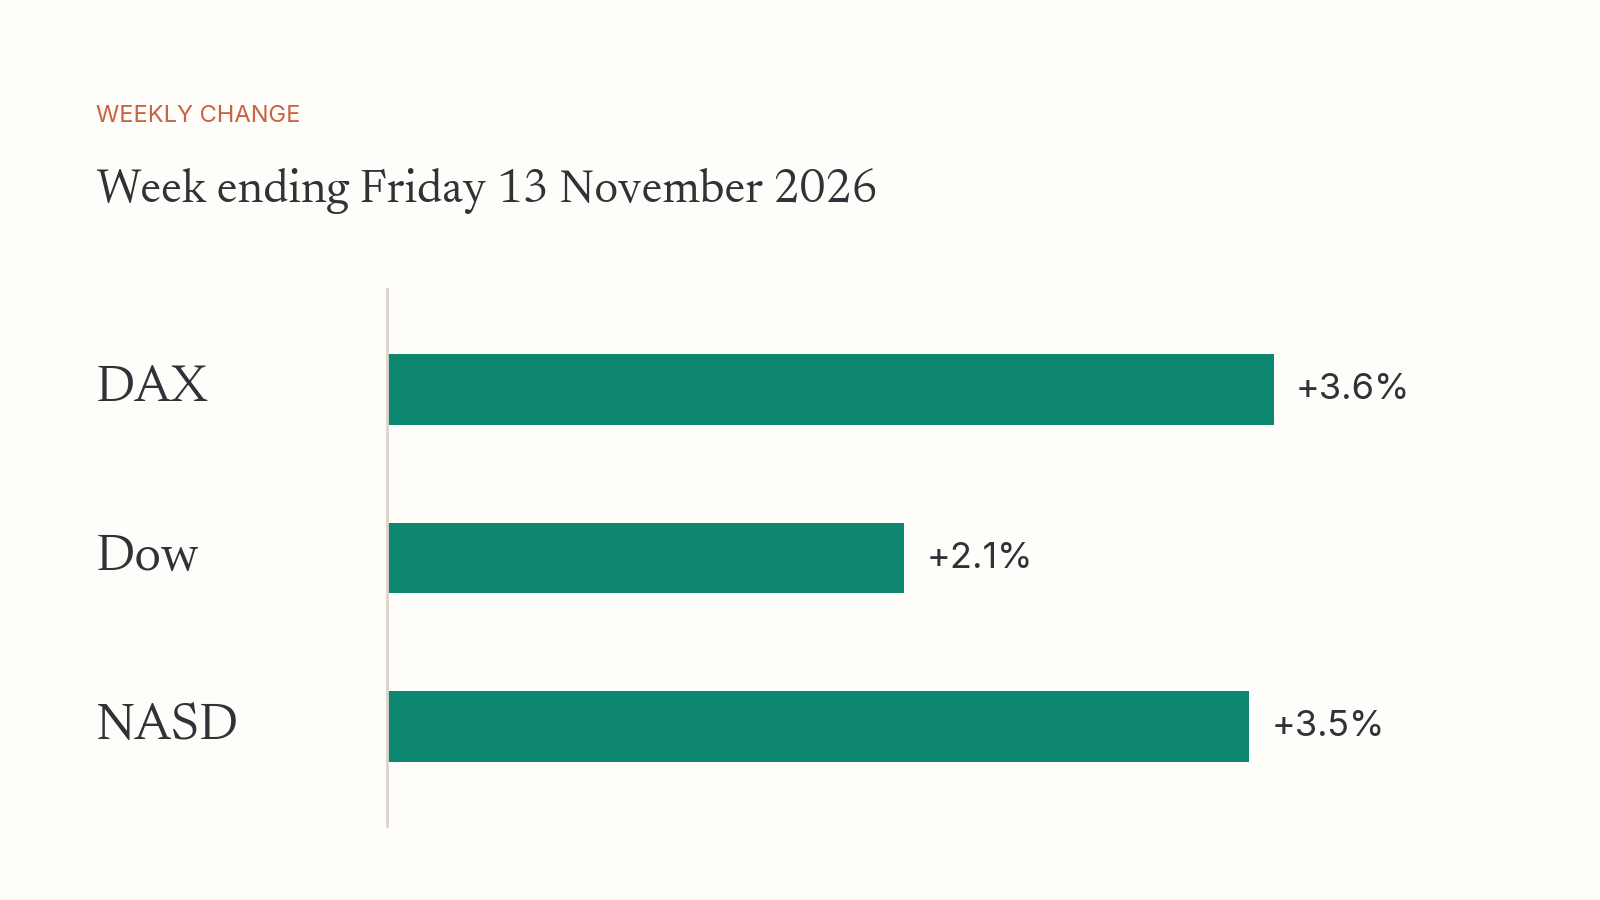 WEEKLY CHANGE
Week ending Friday 13 November 2026
DAX +3.6%
Dow +2.1%
NASD +3.5%